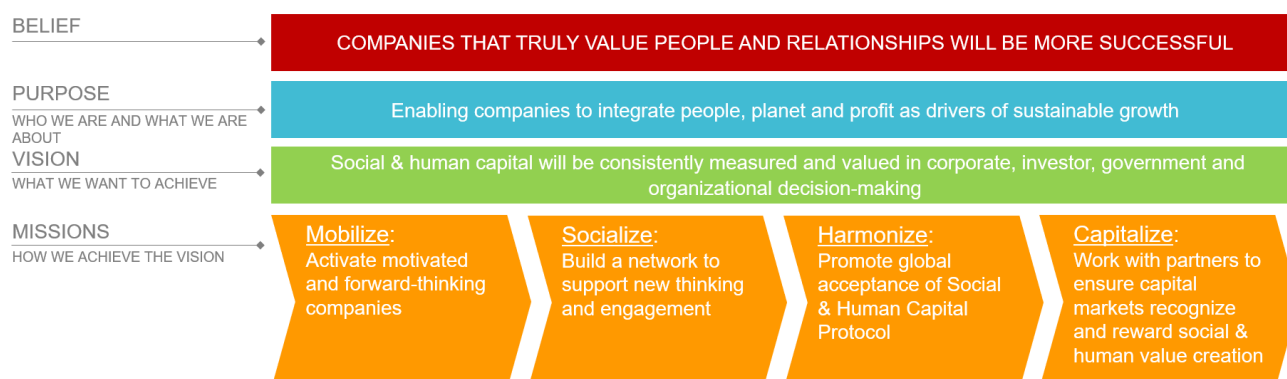 BELIEF
COMPANIES THAT TRULY VALUE PEOPLE AND RELATIONSHIPS WILL BE MORE SUCCESSFUL
PURPOSE
WHO WE ARE AND WHAT WE ARE
ABOUT
Enabling companies to integrate people, planet and profit as drivers of sustainable growth
VISION
WHAT WE WANT TO ACHIEVE
Social & human capital will be consistently measured and valued in corporate, investor, government and
organizational decision-making
MISSIONS
HOW WE ACHIEVE THE VISION
Mobilize:
Activate motivated
and forward-thinking
companies
Socialize:
Build a network to
support new thinking
and engagement
Harmonize:
Promote global
acceptance of Social
& Human Capital
Protocol
Capitalize:
Work with partners to
ensure capital
markets recognize
and reward social &
human value creation